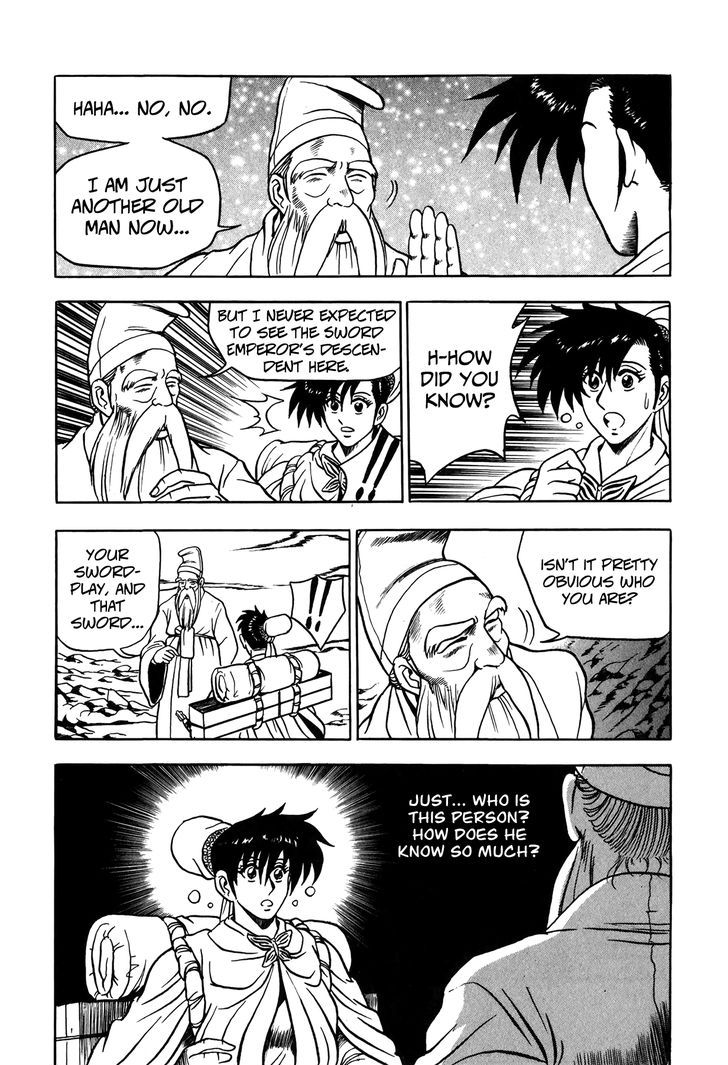 HAHA... NO, NO.
I AM JUST
ANOTHER OLD
MAN NOW...
BUT I NEVER EXPECTED
TO SEE THE SWORD
EMPEROR'S DESCEN-
DENT HERE.
!!
H-HOW
DID YOU
KNOW?
YOUR
SWORD-
PLAY, AND
THAT
SWORD...
!!
ISN'T IT PRETTY
OBVIOUS WHO
YOU ARE?
JUST... WHO IS
THIS PERSON?
HOW DOES HE
KNOW SO MUCH?